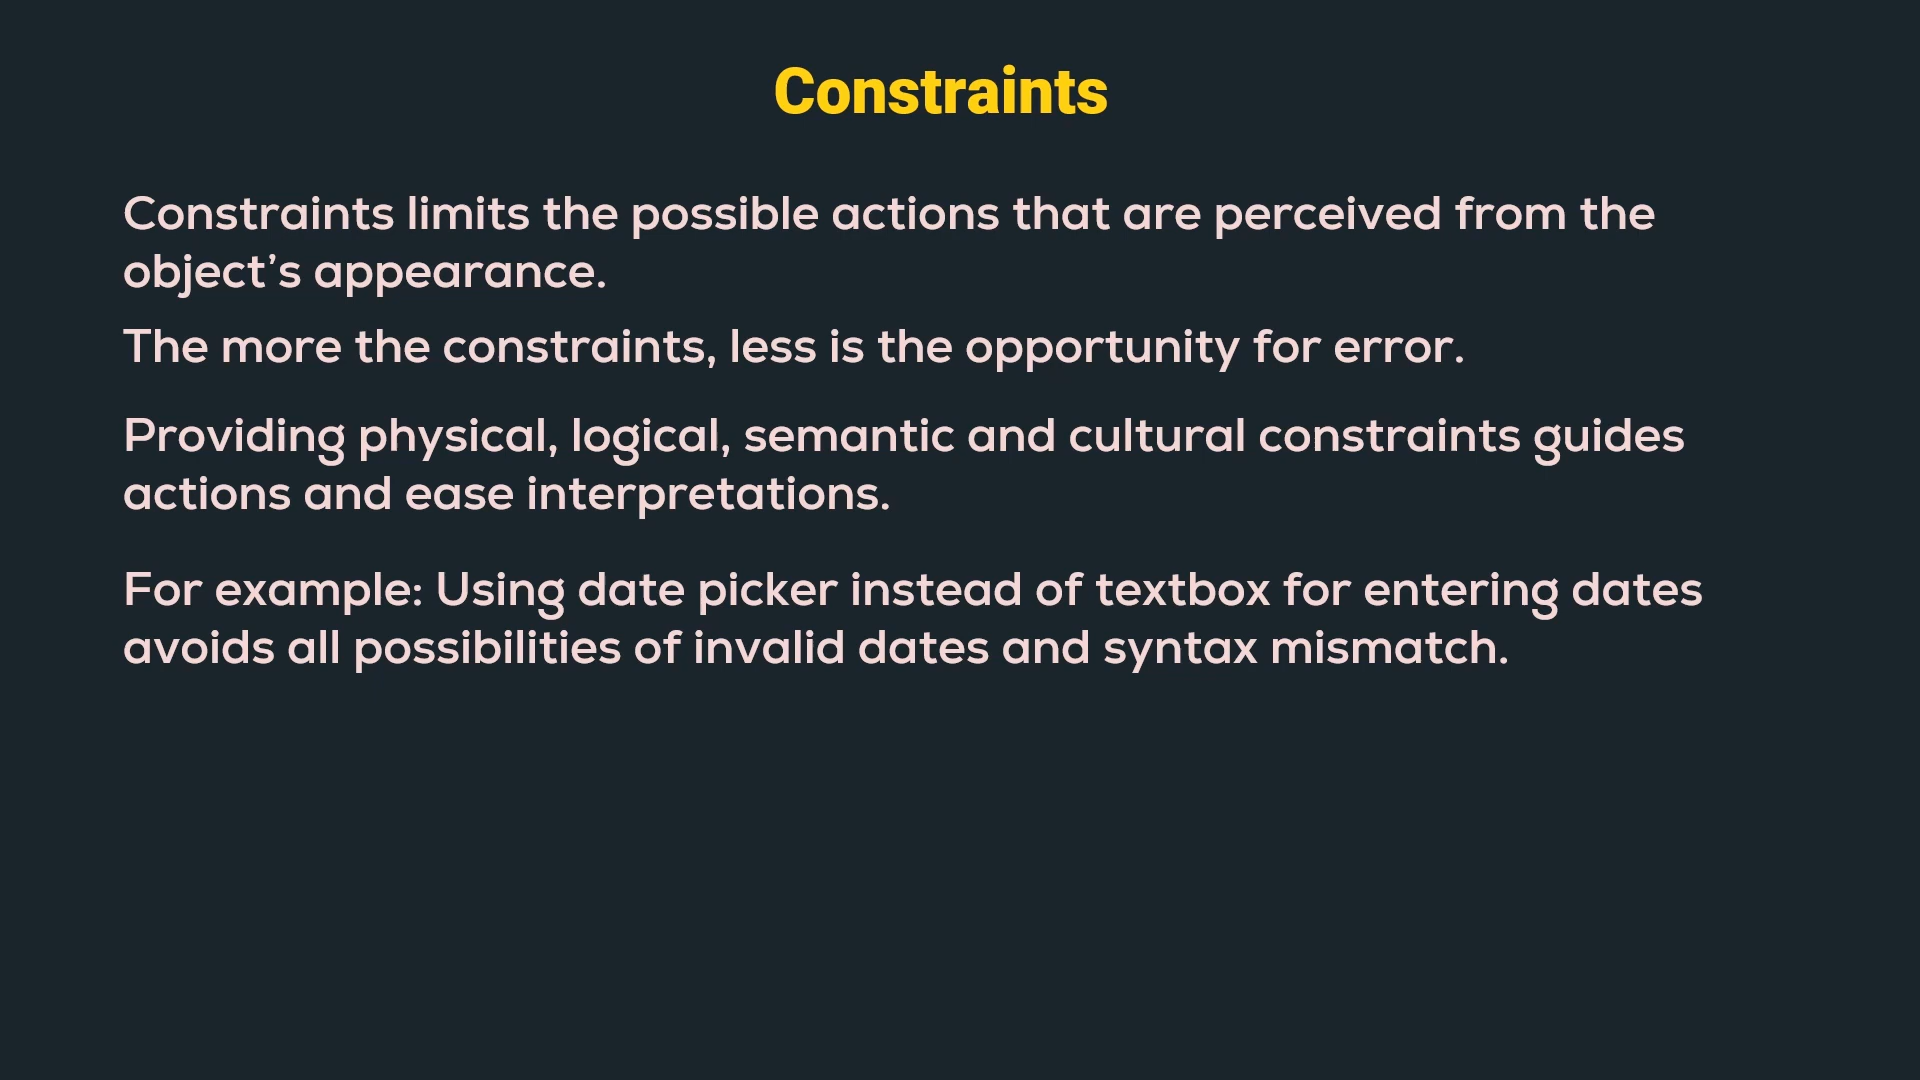 Constraints
Constraints limits the possible actions that are perceived from the
object’s appearance.
The more the constraints, less is the opportunity for error.
Providing physical, logical, semantic and cultural constraints guides
actions and ease interpretations.
For example: Using date picker instead of textbox for entering dates
avoids all possibilities of invalid dates and syntax mismatch.